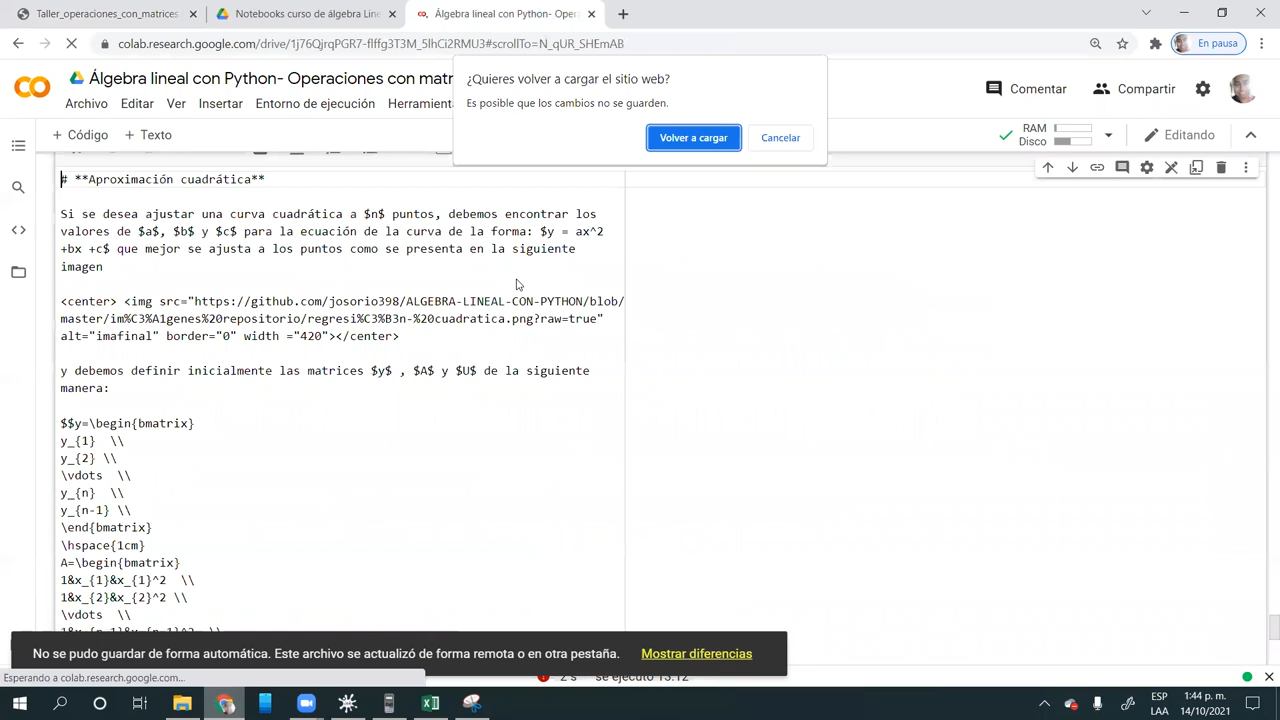 Taller_operaciones_con_matrices
Notebooks curso de álgebra Line
Álgebra lineal con Python- Oper
colab.research.google.com/drive/1j76QjrqPGR7-flffg3T3M_5lhCi2RMU3#scrollTo=N_qUR_SHEmAB
En pausa
Álgebra lineal con Python- Operaciones con matr
Archivo Editar Ver Insertar Entorno de ejecución Herramient
Comentar
Compartir
¿Quieres volver a cargar el sitio web?
Es posible que los cambios no se guarden.
Volver a cargar
Cancelar
+ Código + Texto
RAM
Disco
Editando
# **Aproximación cuadrática**
Si se desea ajustar una curva cuadrática a $n$ puntos, debemos encontrar los
valores de $a$, $b$ y $c$ para la ecuación de la curva de la forma: $y = ax^2
+bx +c$ que mejor se ajusta a los puntos como se presenta en la siguiente
imagen
<center> <img src="https://github.com/josorio398/ALGEBRA-LINEAL-CON-PYTHON/blob/
master/im%C3%A1genes%20repositorio/regresi%C3%B3n-%20cuadratica.png?raw=true"
alt="imafinal" border="0" width ="420"></center>
y debemos definir inicialmente las matrices $y$ , $A$ y $U$ de la siguiente
manera:
$$y=\begin{bmatrix}
y_{1}  \\
y_{2} \\
\vdots  \\
y_{n}  \\
y_{n-1} \\
\end{bmatrix}
\hspace{1cm}
A=\begin{bmatrix}
1&x_{1}&x_{1}^2  \\
1&x_{2}&x_{2}^2 \\
\vdots  \\
No se pudo guardar de forma automática. Este archivo se actualizó de forma remota o en otra pestaña.
Mostrar diferencias
Esperando a colab.research.google.com...
2 s se ejecutó 13:12
ESP
LAA
1:44 p. m.
14/10/2021